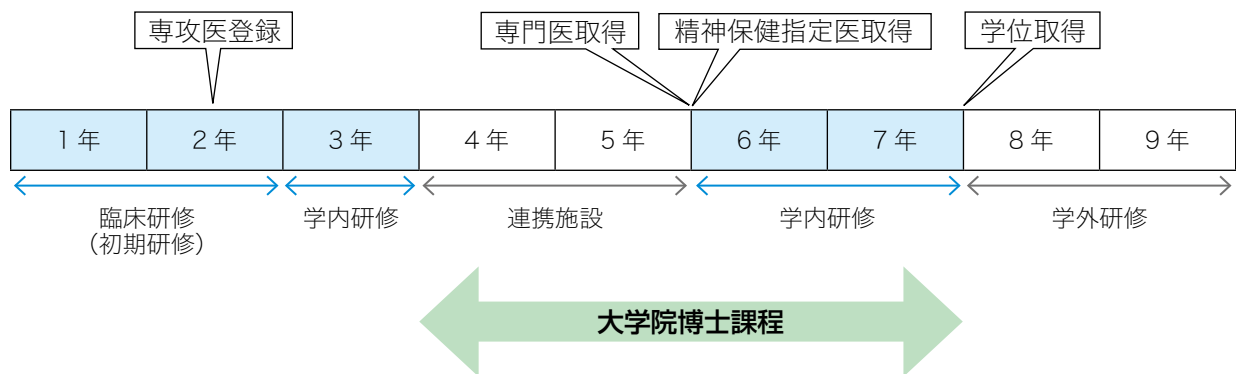 専攻医登録
専門医取得
精神保健指定医取得
学位取得
1年
2年
3年
4年
5年
6年
7年
8年
9年
臨床研修
（初期研修）
学内研修
連携施設
学内研修
学外研修
大学院博士課程